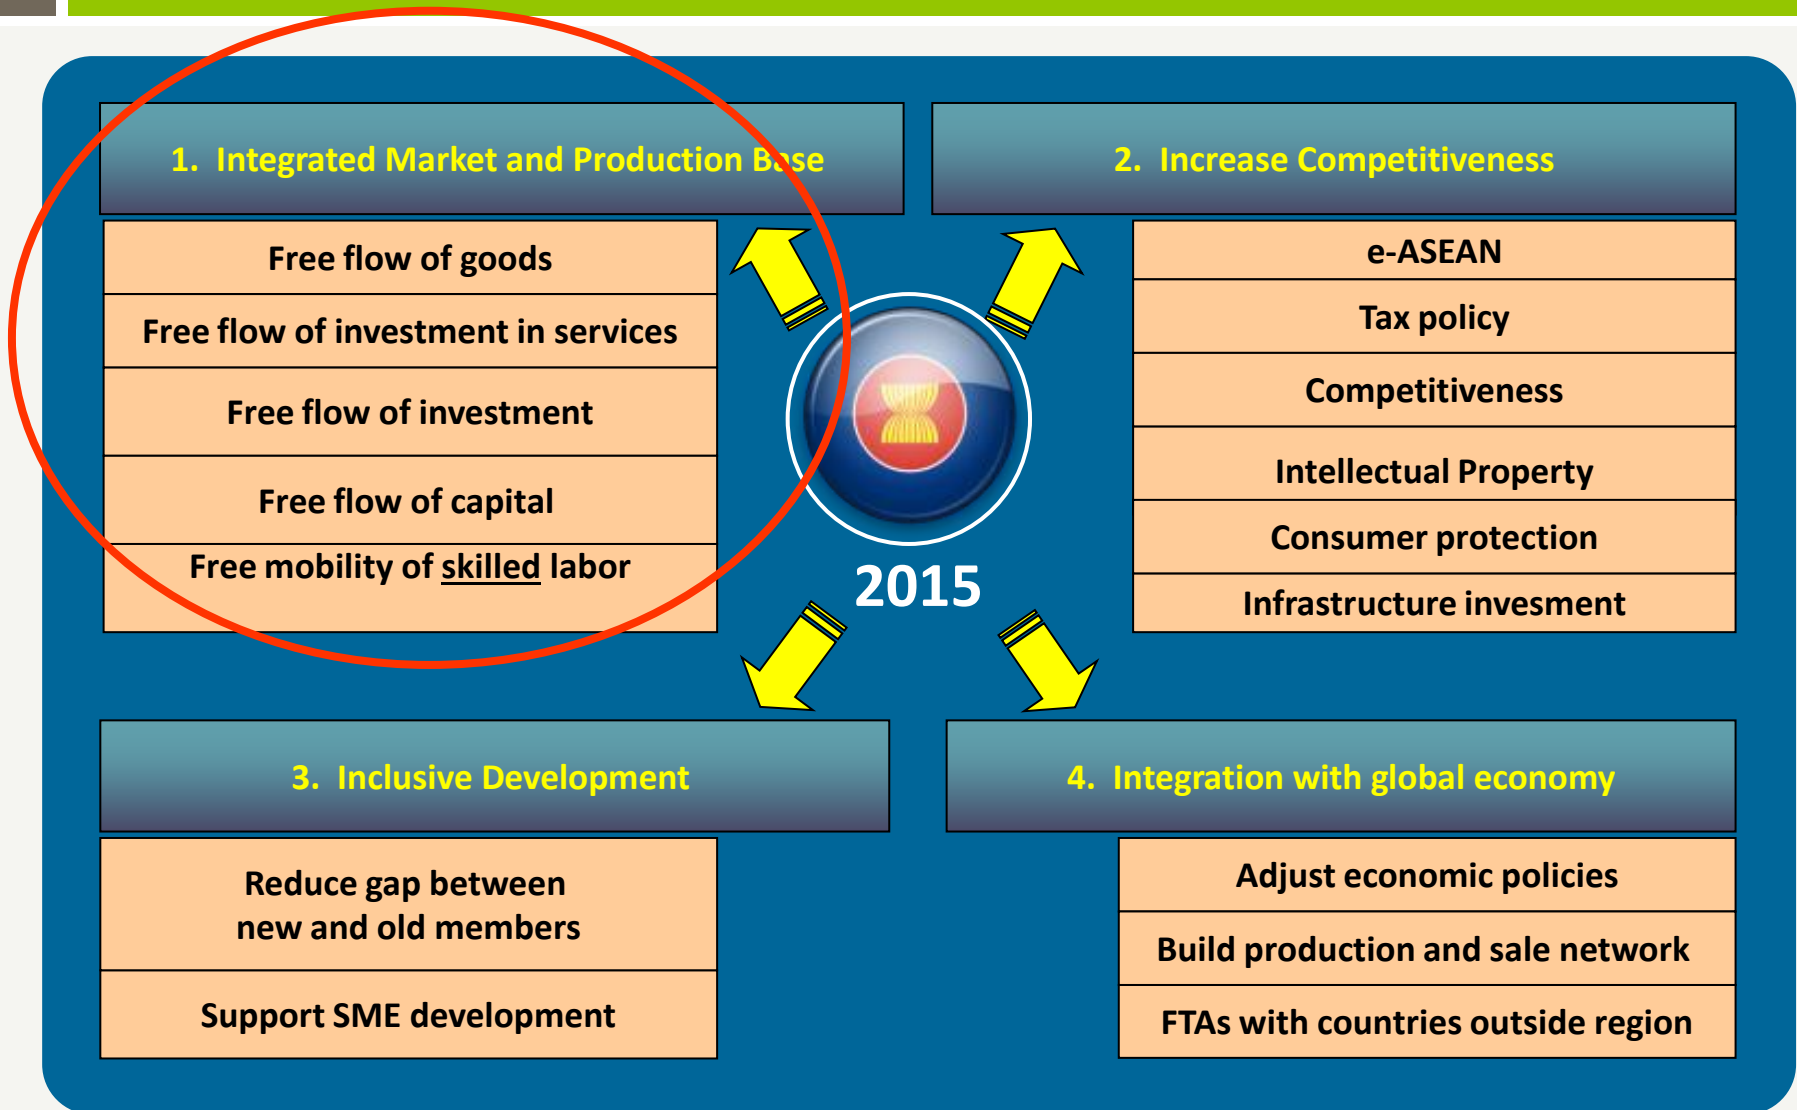 1. Integrated Market and Production Base
Free flow of goods
Free flow of investment in services
Free flow of investment
Free flow of capital
Free mobility of skilled labor
2. Increase Competitiveness
e-ASEAN
Tax policy
Competitiveness
Intellectual Property
Consumer protection
Infrastructure invesment
2015
3. Inclusive Development
Reduce gap between
new and old members
Support SME development
4. Integration with global economy
Adjust economic policies
Build production and sale network
FTAs with countries outside region